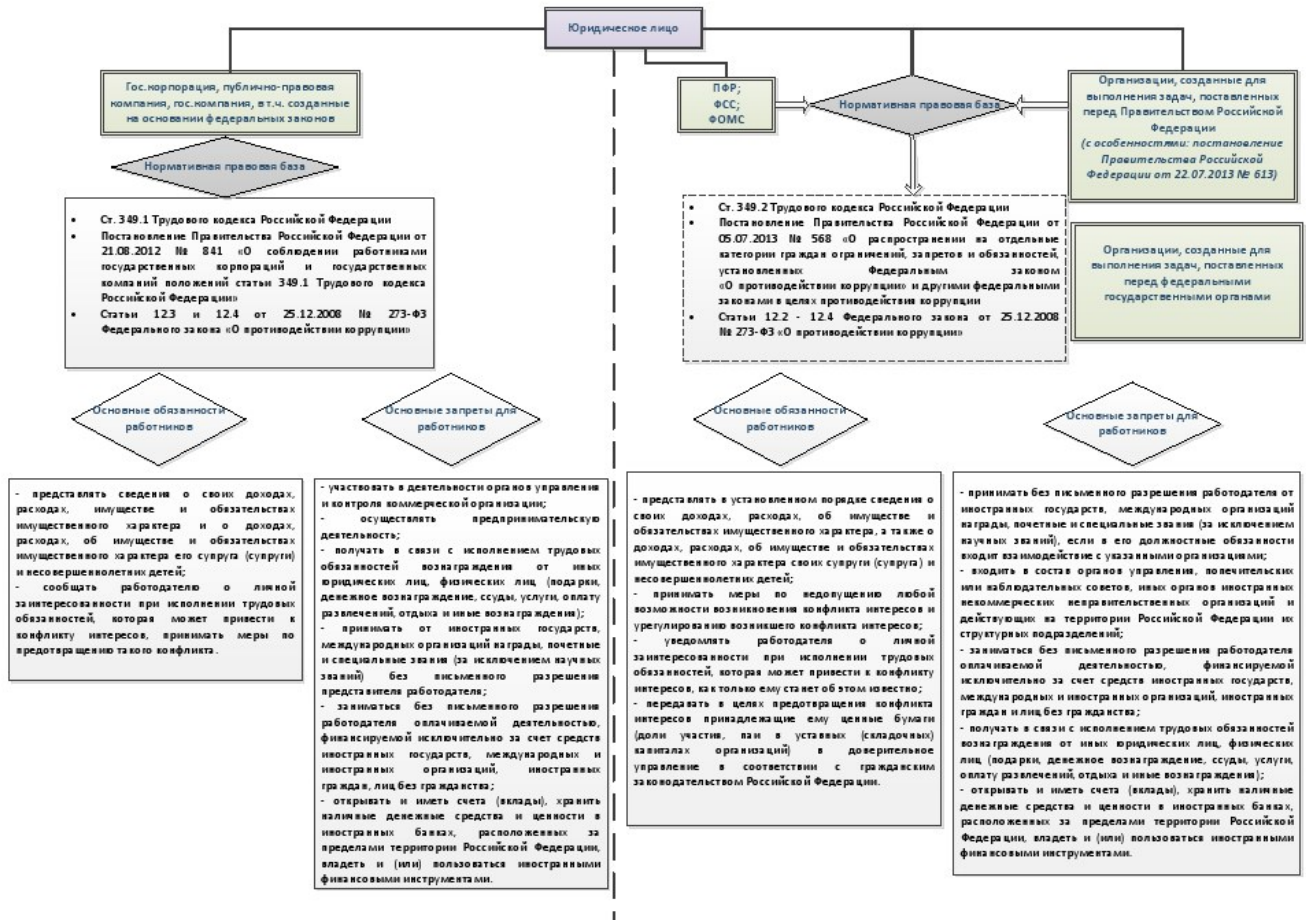 Юридическое лицо
Гос.корпорация, публично-правовая
компания, гос.компания, в т.ч. созданные
на основании федеральных законов
Нормативная правовая база
• Ст. 349.1 Трудового кодекса Российской Федерации
• Постановление Правительства Российской Федерации от
21.08.2012 № 841 «О соблюдении работниками
государственных корпораций и государственных
компаний положений статьи 349.1 Трудового кодекса
Российской Федерации»
• Статьи 12.3 и 12.4 от 25.12.2008 № 273-ФЗ
Федерального закона «О противодействии коррупции»
Основные обязанности
работников
- представлять сведения о своих доходах,
расходах, имуществе и обязательствах
имущественного характера и о доходах,
расходах, об имуществе и обязательствах
имущественного характера его супруга (супруги)
и несовершеннолетних детей;
- сообщать работодателю о личной
заинтересованности при исполнении трудовых
обязанностей, которая может привести к
конфликту интересов, принимать меры по
предотвращению такого конфликта.
Основные запреты для
работников
- участвовать в деятельности органов управления
и контроля коммерческой организации;
- осуществлять предпринимательскую
деятельность;
- получать в связи с исполнением трудовых
обязанностей вознаграждения от иных
юридических лиц, физических лиц (подарки,
денежное вознаграждение, ссуды, услуги, оплату
развлечений, отдыха и иные вознаграждения);
- принимать от иностранных государств,
международных организаций награды, почетные
и специальные звания (за исключением научных
званий) без письменного разрешения
представителя работодателя;
- заниматься без письменного разрешения
работодателя оплачиваемой деятельностью,
финансируемой исключительно за счет средств
иностранных государств, международных и
иностранных организаций, иностранных
граждан, лиц без гражданства;
- открывать и иметь счета (вклады), хранить
наличные денежные средства и ценности в
иностранных банках, расположенных за
пределами территории Российской Федерации,
владеть и (или) пользоваться иностранными
финансовыми инструментами.
ПФР;
ФСС;
ФОМС
Нормативная правовая база
Организации, созданные для
выполнения задач, поставленных
перед Правительством Российской
Федерации
(с особенностями: постановление
Правительства Российской
Федерации от 22.07.2013 № 613)
• Ст. 349.2 Трудового кодекса Российской Федерации
• Постановление Правительства Российской Федерации от
05.07.2013 № 568 «О распространении на отдельные
категории граждан ограничений, запретов и обязанностей,
установленных Федеральным законом
«О противодействии коррупции» и другими федеральными
законами в целях противодействия коррупции
• Статьи 12.2 - 12.4 Федерального закона от 25.12.2008
№ 273-ФЗ «О противодействии коррупции»
Организации, созданные для
выполнения задач, поставленных
перед федеральными
государственными органами
Основные обязанности
работников
- представлять в установленном порядке сведения о
своих доходах, расходах, об имуществе и
обязательствах имущественного характера, а также о
доходах, расходах, об имуществе и обязательствах
имущественного характера своих супруги (супруга) и
несовершеннолетних детей;
- принимать меры по недопущению любой
возможности возникновения конфликта интересов и
урегулированию возникшего конфликта интересов;
- уведомлять работодателя о личной
заинтересованности при исполнении трудовых
обязанностей, которая может привести к конфликту
интересов, как только ему станет об этом известно;
- передавать в целях предотвращения конфликта
интересов принадлежащие ему ценные бумаги
(доли участия, паи в уставных (складочных)
капиталах организаций) в доверительное
управление в соответствии с гражданским
законодательством Российской Федерации.
Основные запреты для
работников
- принимать без письменного разрешения работодателя от
иностранных государств, международных организаций
награды, почетные и специальные звания (за исключением
научных званий), если в его должностные обязанности
входит взаимодействие с указанными организациями;
- входить в состав органов управления, попечительских
или наблюдательных советов, иных органов иностранных
некоммерческих неправительственных организаций и
действующих на территории Российской Федерации их
структурных подразделений;
- заниматься без письменного разрешения работодателя
оплачиваемой деятельностью, финансируемой
исключительно за счет средств иностранных государств,
международных и иностранных организаций, иностранных
граждан и лиц без гражданства;
- получать в связи с исполнением трудовых обязанностей
вознаграждения от иных юридических лиц, физических
лиц (подарки, денежное вознаграждение, ссуды, услуги,
оплату развлечений, отдыха и иные вознаграждения);
- открывать и иметь счета (вклады), хранить наличные
денежные средства и ценности в иностранных банках,
расположенных за пределами территории Российской
Федерации, владеть и (или) пользоваться иностранными
финансовыми инструментами.